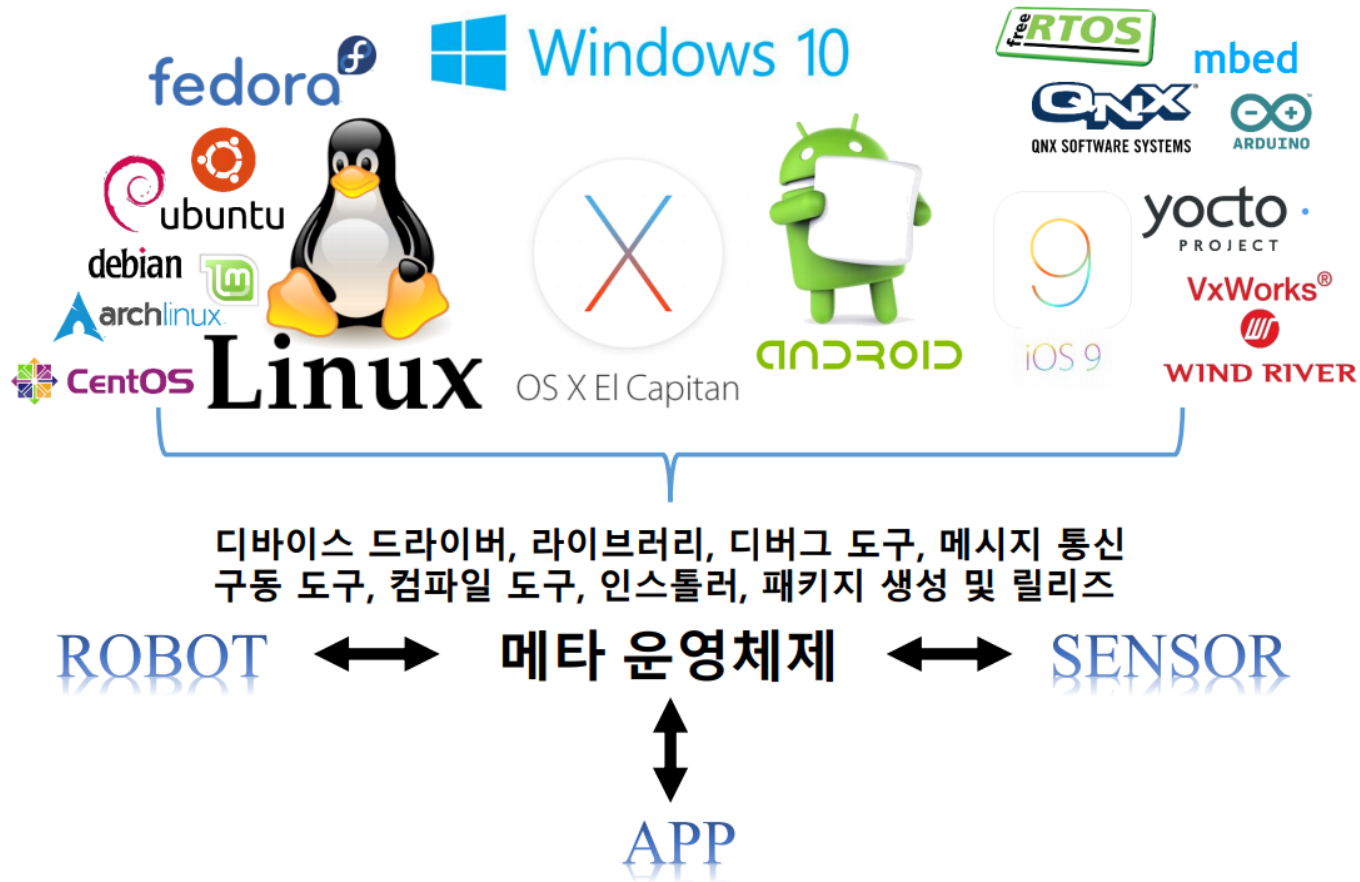 fedora
Windows 10
free RTOS
mbed
QNX®
QNX SOFTWARE SYSTEMS
ARDUINO™
ubuntu
debian
lm
archlinux
CentOS
Linux
OS X El Capitan
ANDROID
9
iOS 9
yocto
PROJECT
VxWorks®
WIND RIVER
디바이스 드라이버, 라이브러리, 디버그 도구, 메시지 통신
구동 도구, 컴파일 도구, 인스톨러, 패키지 생성 및 릴리즈
ROBOT
메타 운영체제
SENSOR
APP